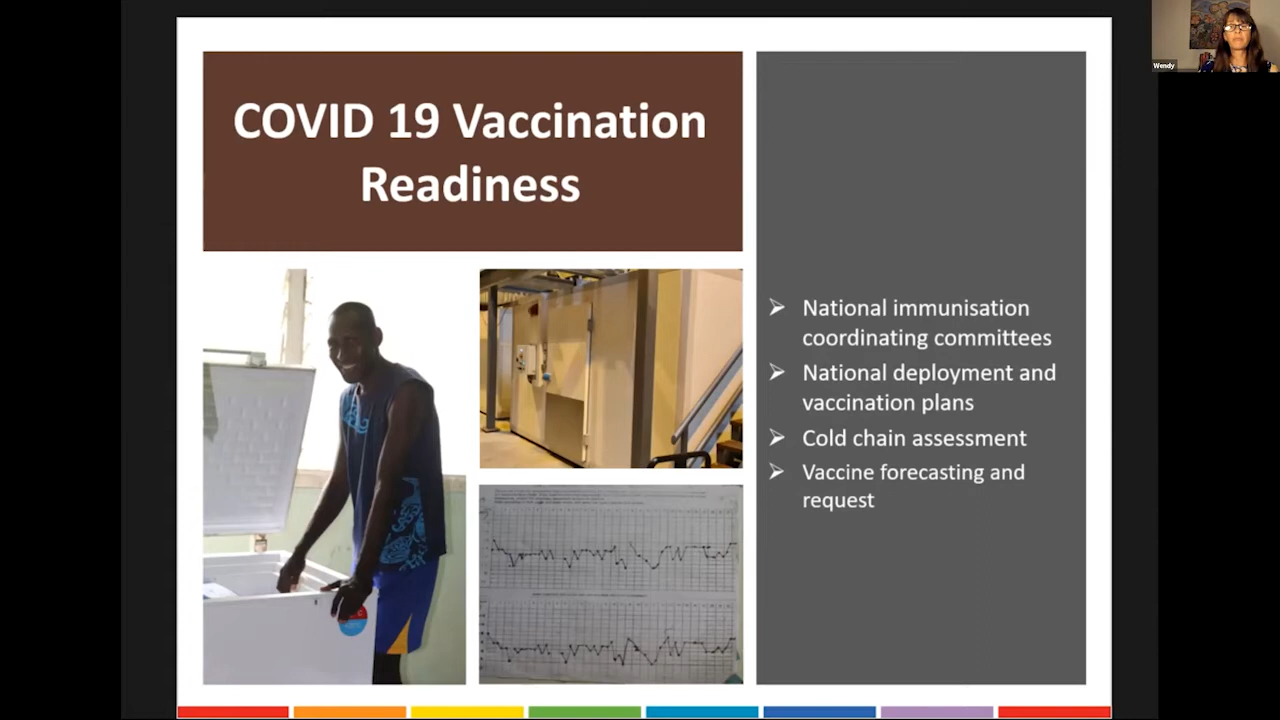 COVID 19 Vaccination
Readiness
National immunisation
coordinating committees
National deployment and
vaccination plans
Cold chain assessment
Vaccine forecasting and
request
Wendy